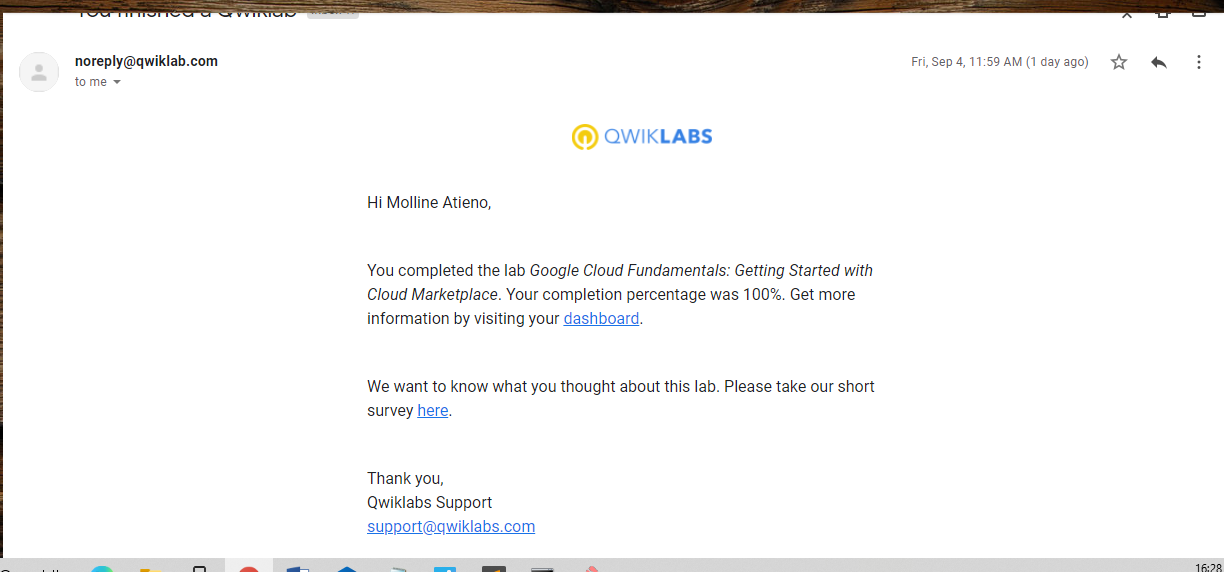 You finished a Qwiklab
noreply@qwiklab.com
Fri, Sep 4, 11:59 AM (1 day ago)
to me
QWIKLABS
Hi Molline Atieno,
You completed the lab Google Cloud Fundamentals: Getting Started with
Cloud Marketplace. Your completion percentage was 100%. Get more
information by visiting your dashboard.
We want to know what you thought about this lab. Please take our short
survey here.
Thank you,
Qwiklabs Support
support@qwiklabs.com
16:28